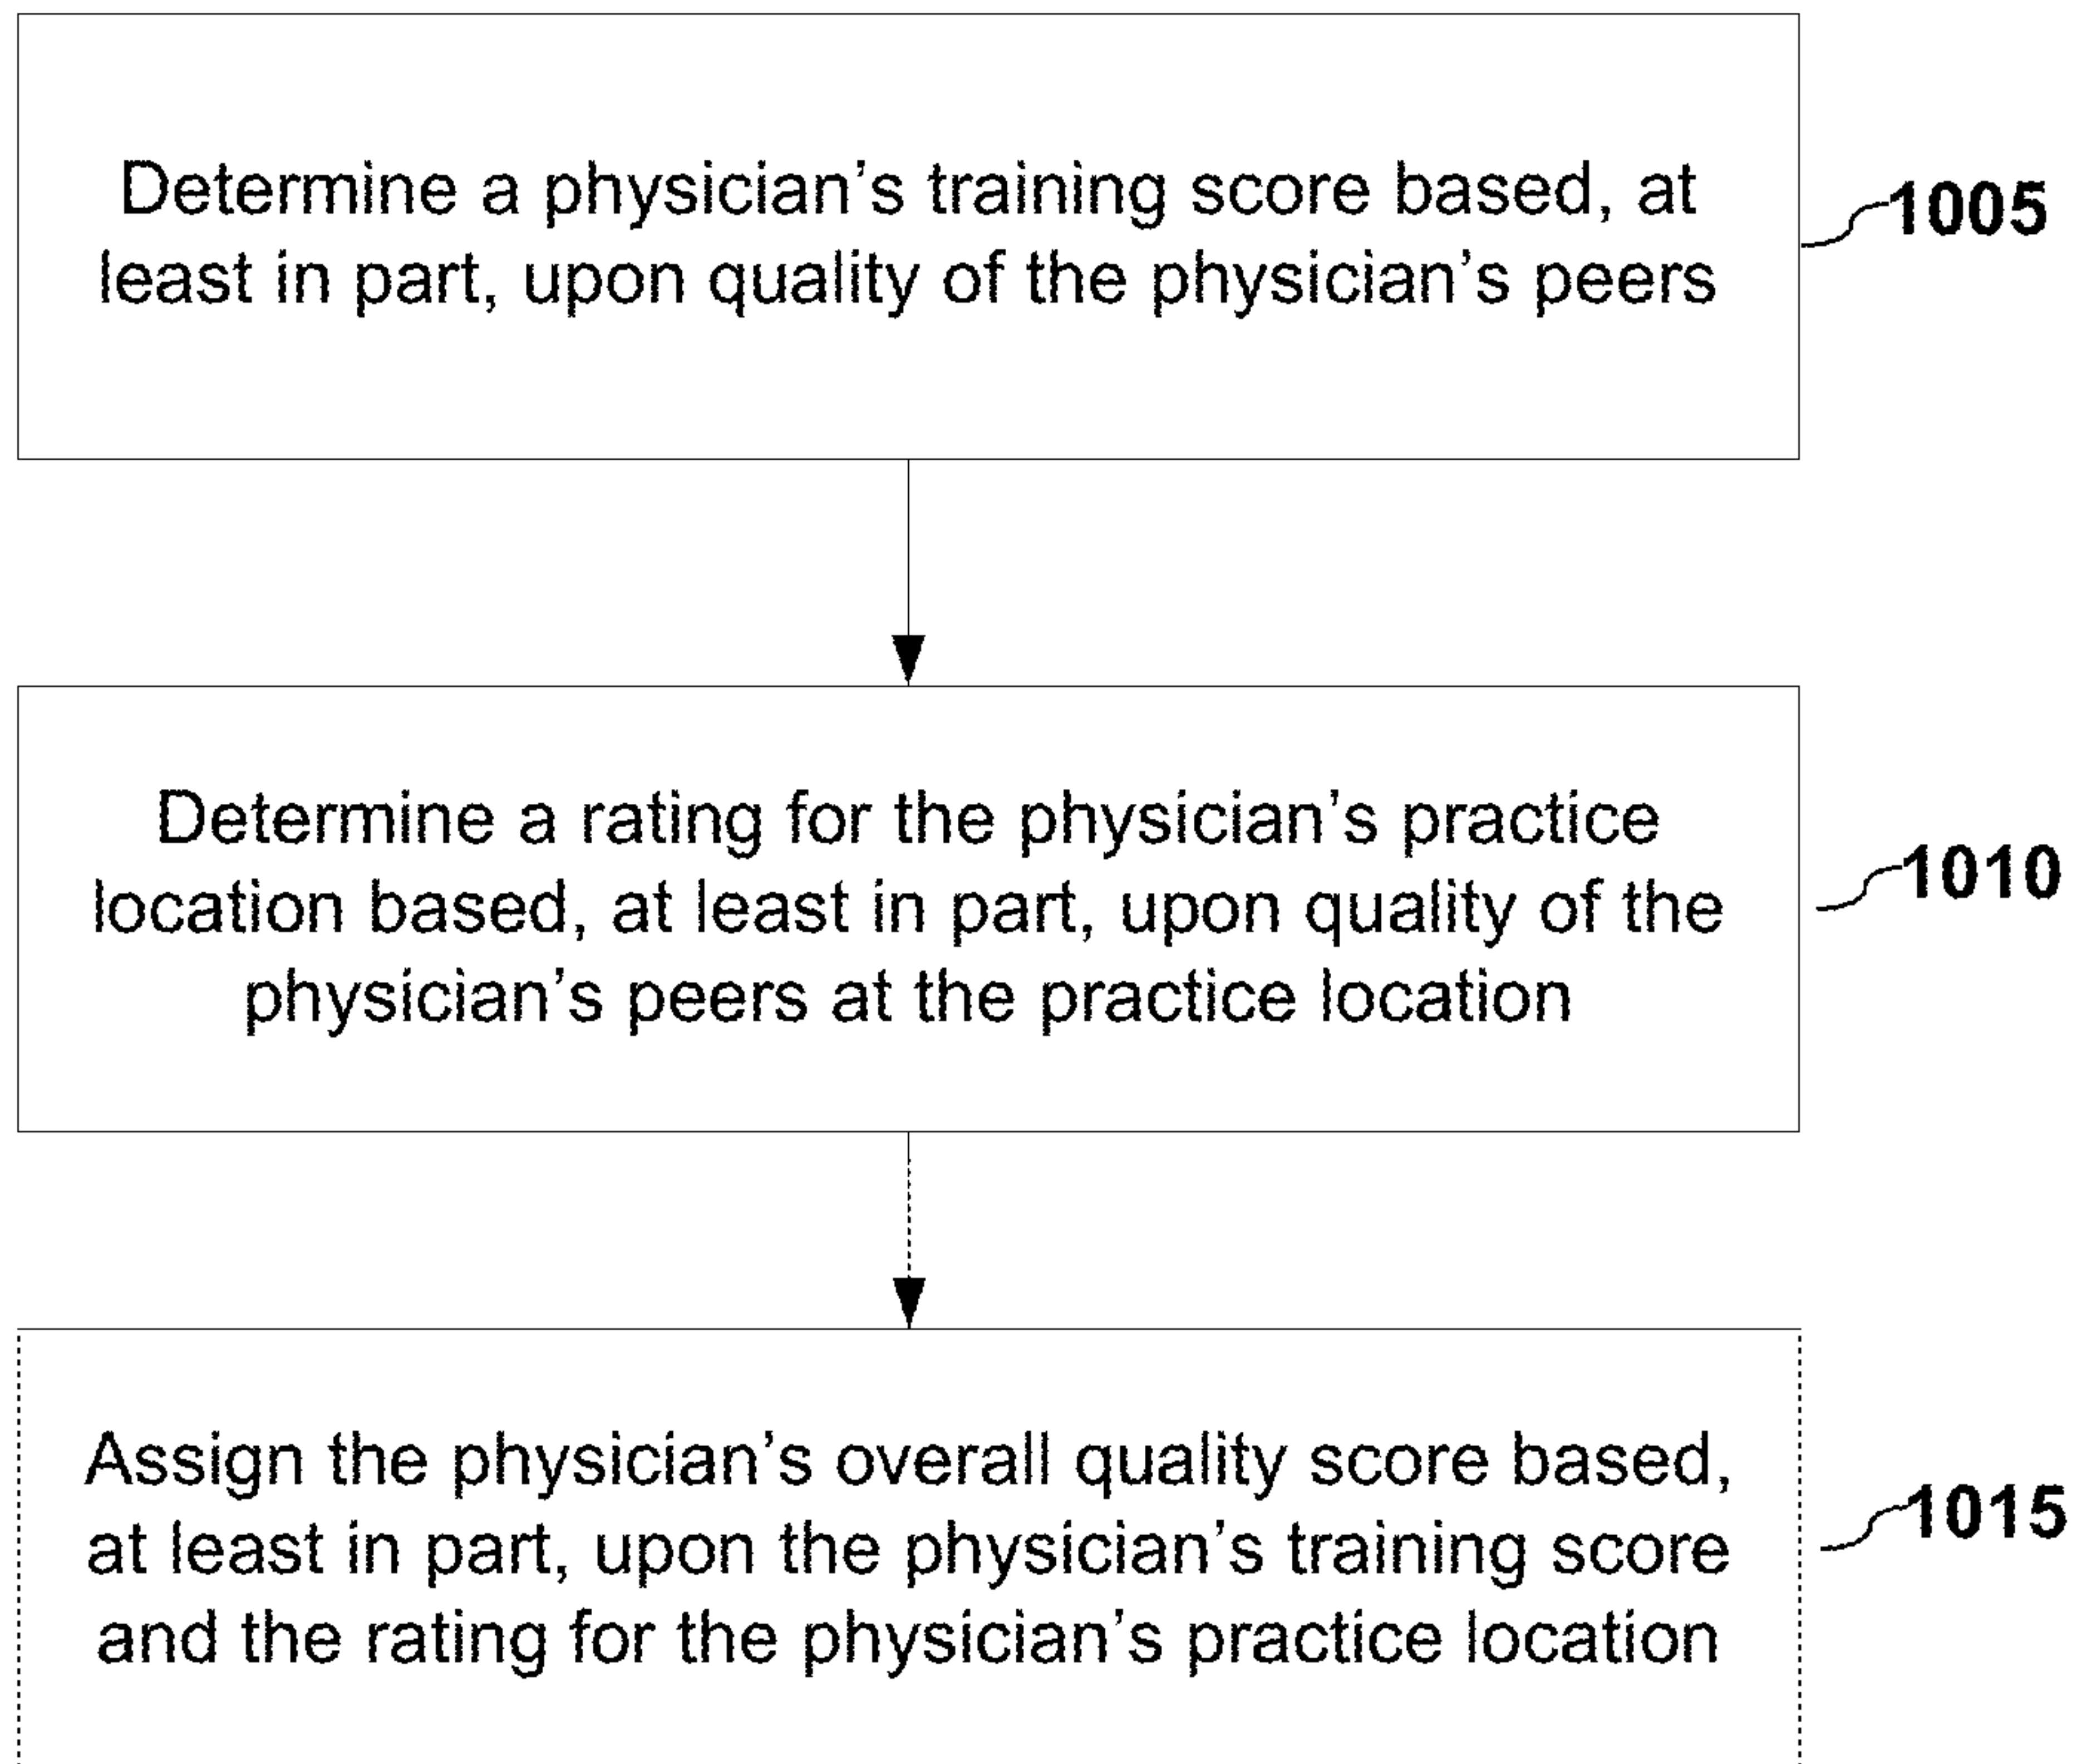 Determine a physician's training score based, at
least in part, upon quality of the physician's peers
1005
Determine a rating for the physician's practice
location based, at least in part, upon quality of the
physician's peers at the practice location
1010
Assign the physician's overall quality score based,
at least in part, upon the physician's training score
and the rating for the physician's practice location
1015